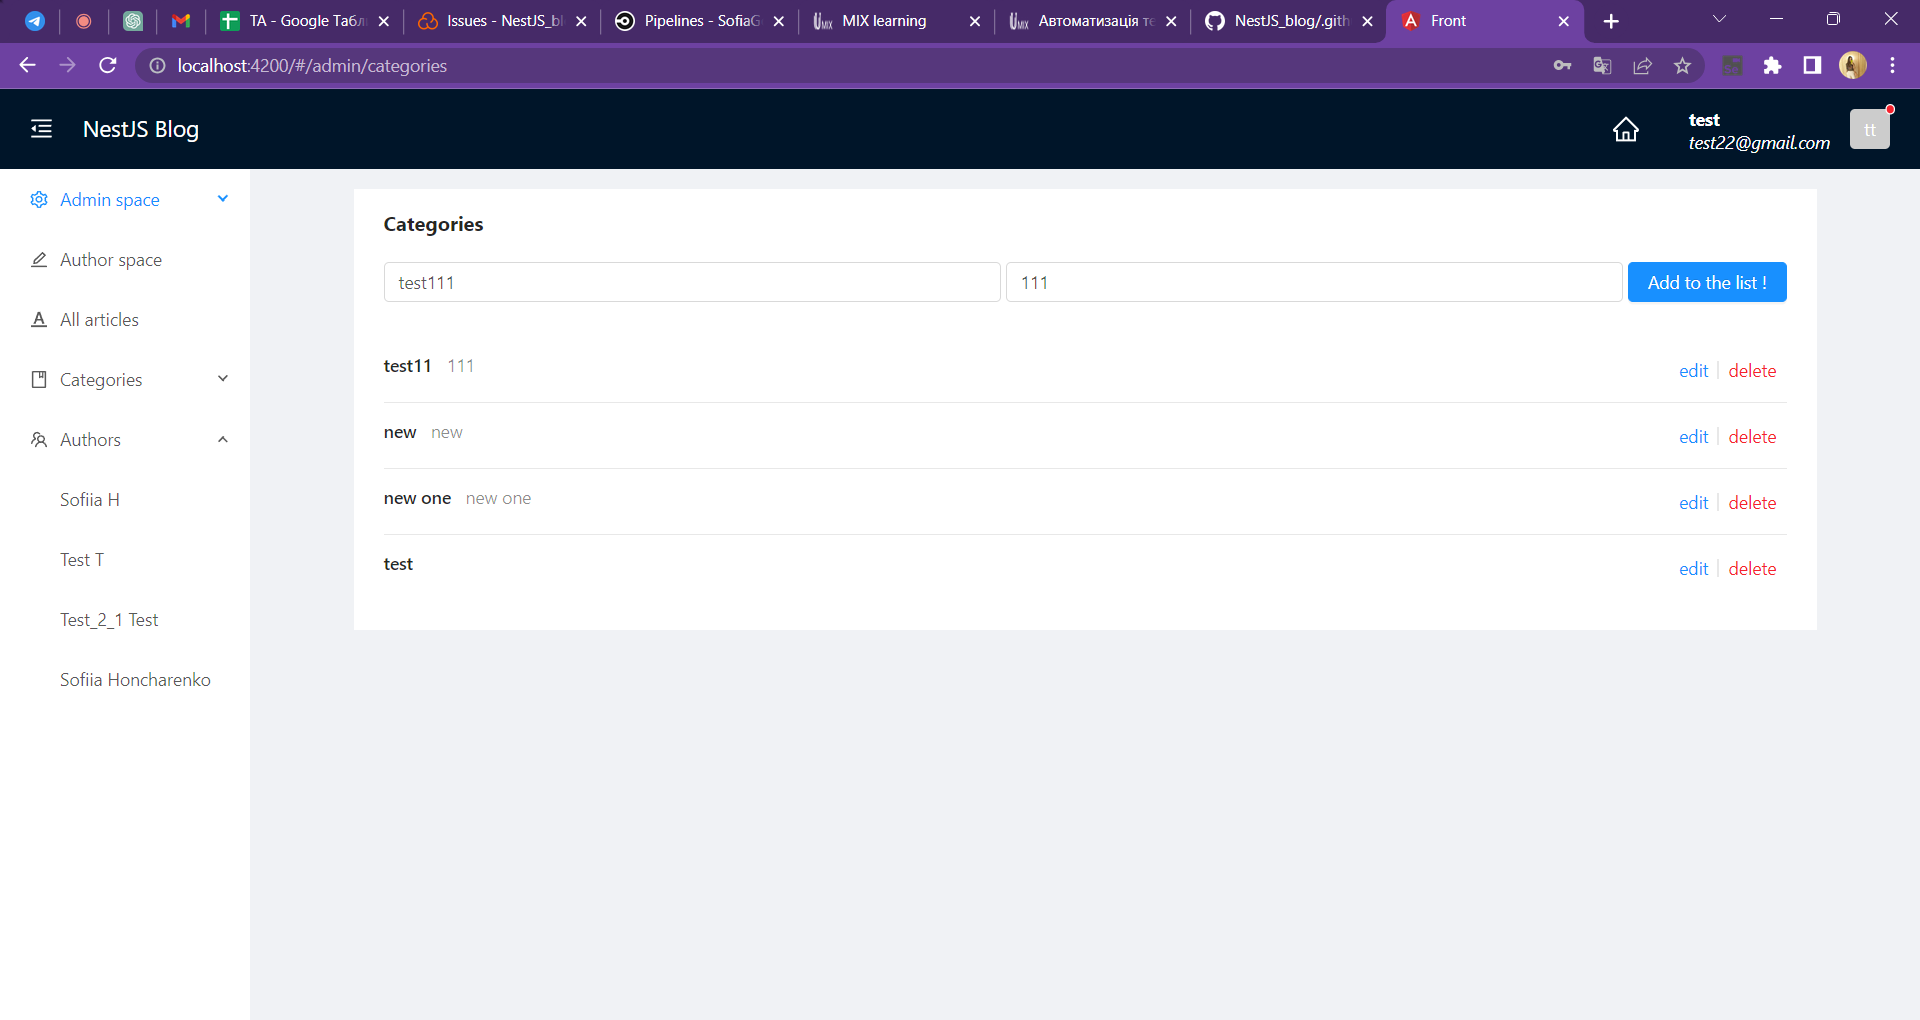 TA - Google Табл
Issues - NestJS_bl
Pipelines - SofiaG
MIX learning
Автоматизація те
NestJS_blog/.gith
Front
localhost:4200/#/admin/categories
NestJS Blog
test
test22@gmail.com
tt
Admin space
Author space
All articles
Categories
Authors
Sofiia H
Test T
Test_2_1 Test
Sofiia Honcharenko
Categories
test111
111
Add to the list !
test11 111
edit delete
new new
edit delete
new one new one
edit delete
test
edit delete